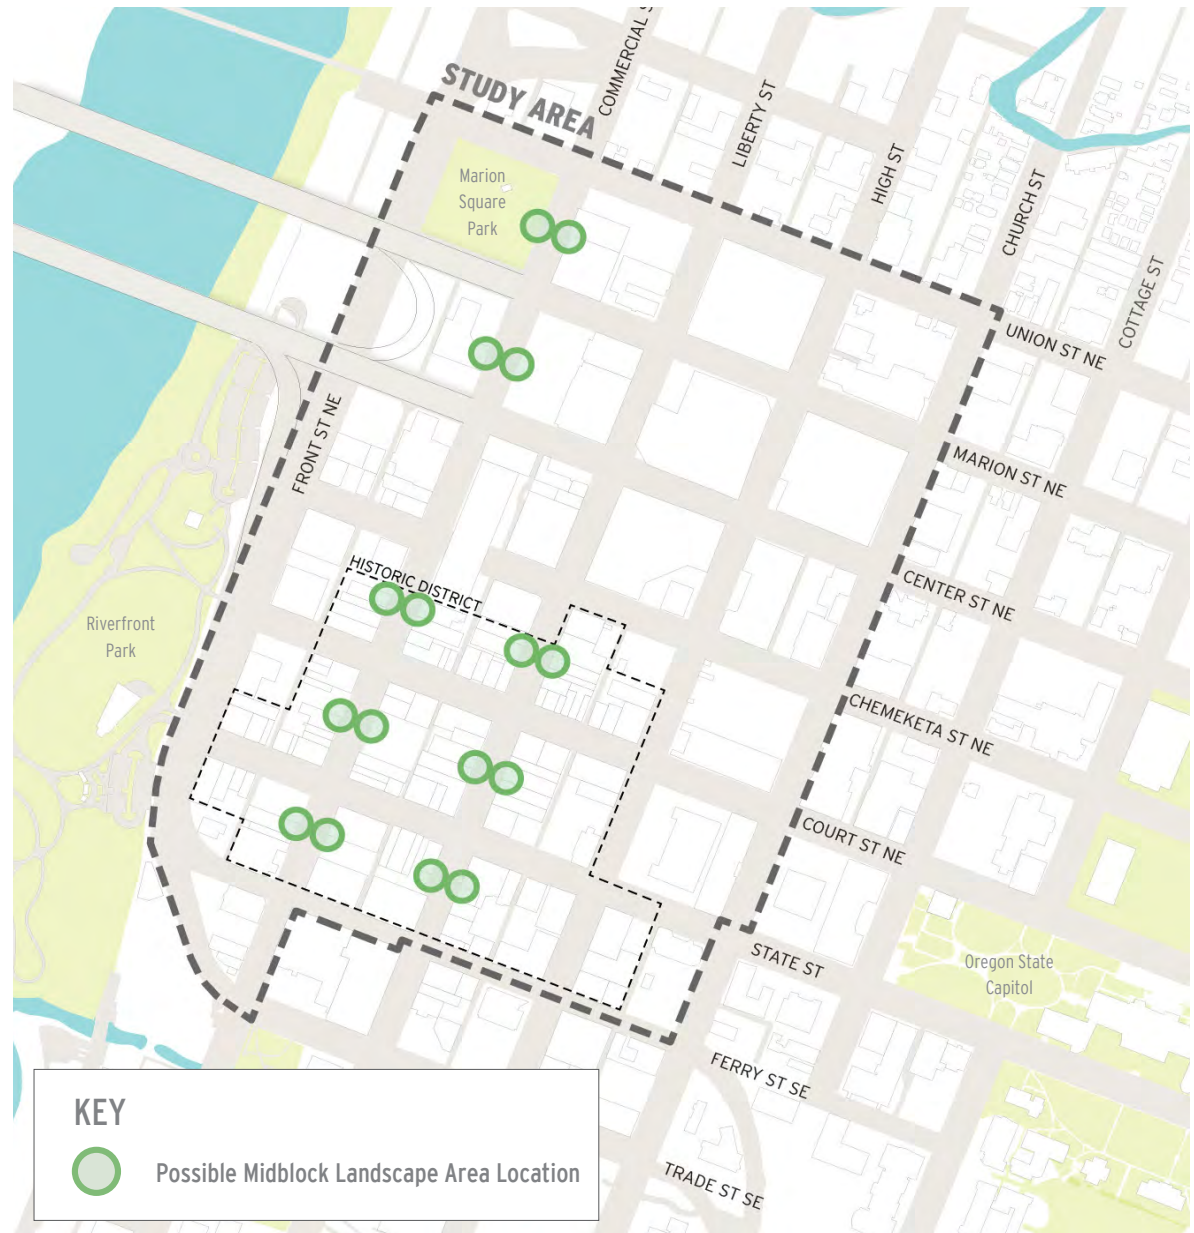 COMMERCIAL S
STUDY AREA
LIBERTY ST
HIGH ST
CHURCH ST
COTTAGE ST
Marion
Square
Park
UNION ST NE
FRONT ST NE
MARION ST NE
HISTORIC DISTRICT
CENTER ST NE
Riverfront
Park
CHEMEKETA ST NE
COURT ST NE
STATE ST
Oregon State
Capitol
FERRY ST SE
TRADE ST SE
KEY
Possible Midblock Landscape Area Location